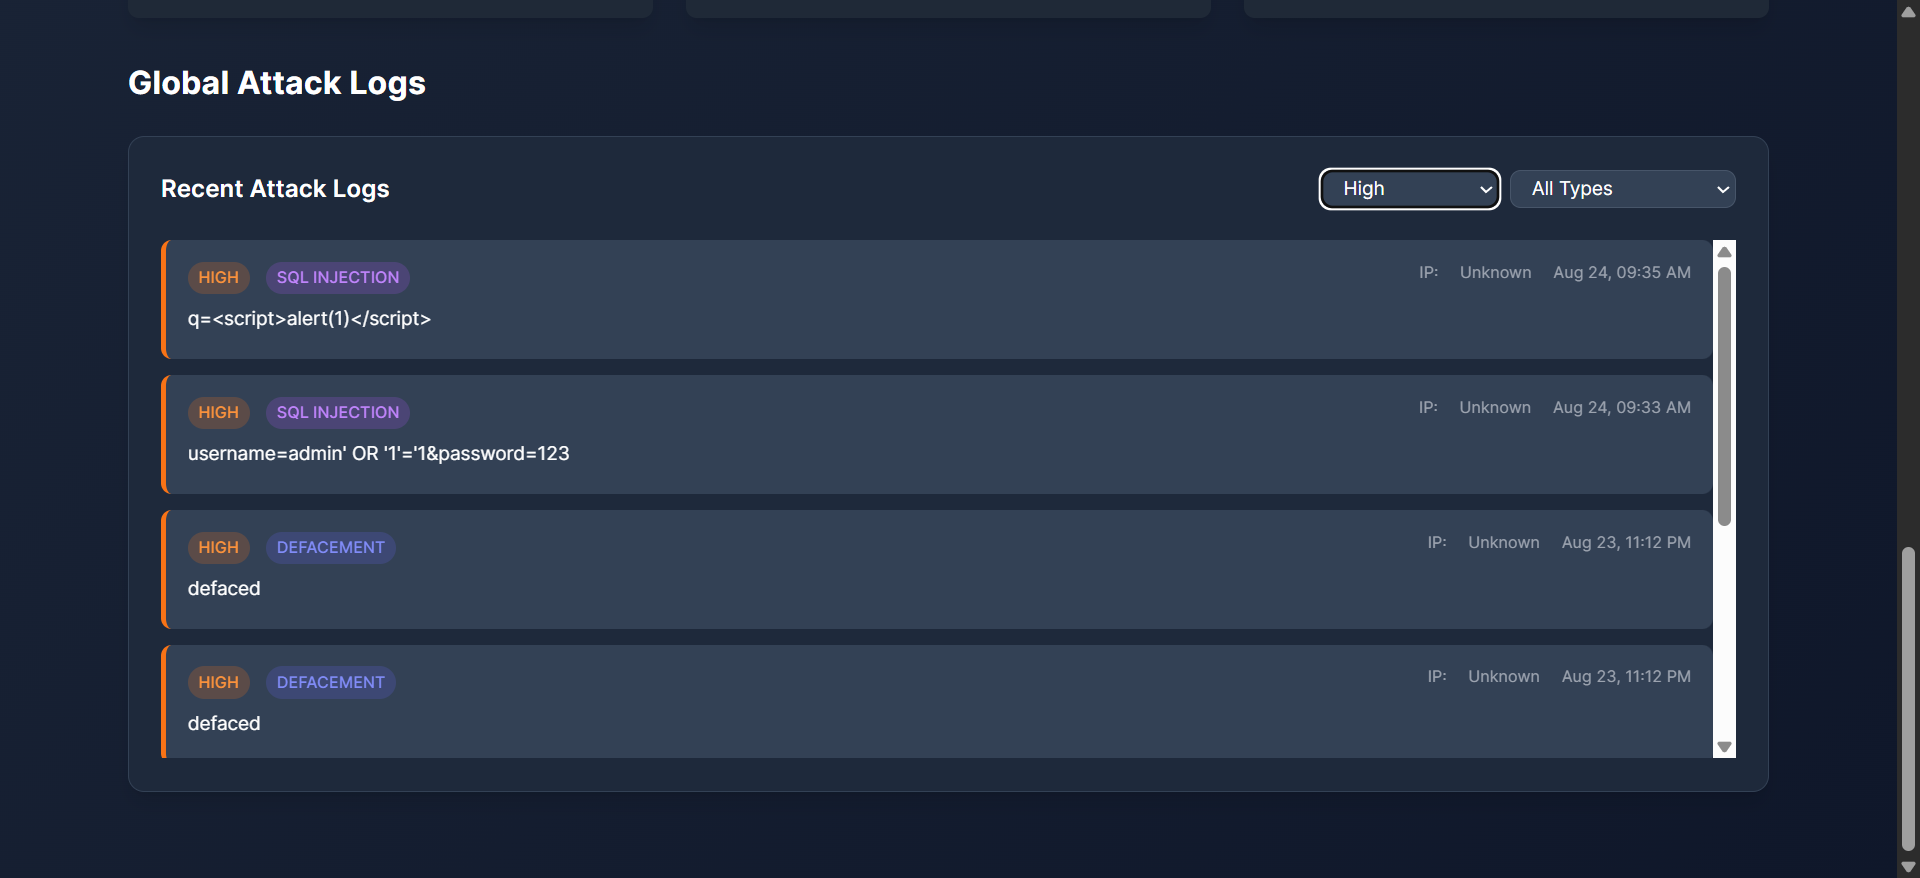 Global Attack Logs
Recent Attack Logs
High
All Types
HIGH SQL INJECTION IP: Unknown Aug 24, 09:35 AM
q=<script>alert(1)</script>
HIGH SQL INJECTION IP: Unknown Aug 24, 09:33 AM
username=admin' OR '1'='1&password=123
HIGH DEFACEMENT IP: Unknown Aug 23, 11:12 PM
defaced
HIGH DEFACEMENT IP: Unknown Aug 23, 11:12 PM
defaced